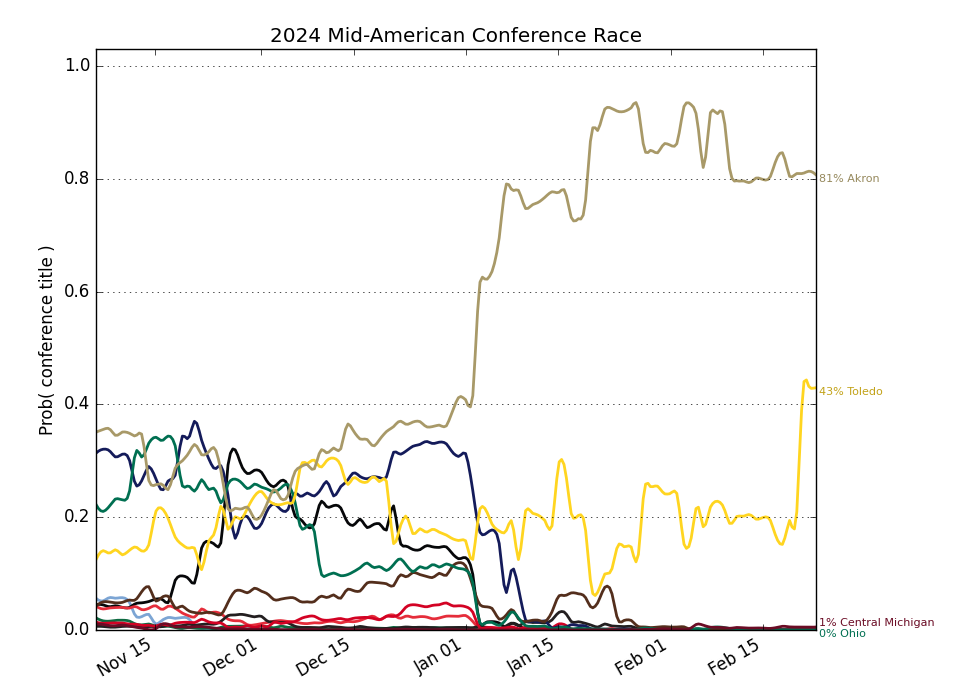 2024 Mid-American Conference Race
1.0
0.8
0.6
0.4
0.2
0.0
Prob( conference title )
81% Akron
43% Toledo
1% Central Michigan
0% Ohio
Nov 15
Dec 01
Dec 15
Jan 01
Jan 15
Feb 01
Feb 15